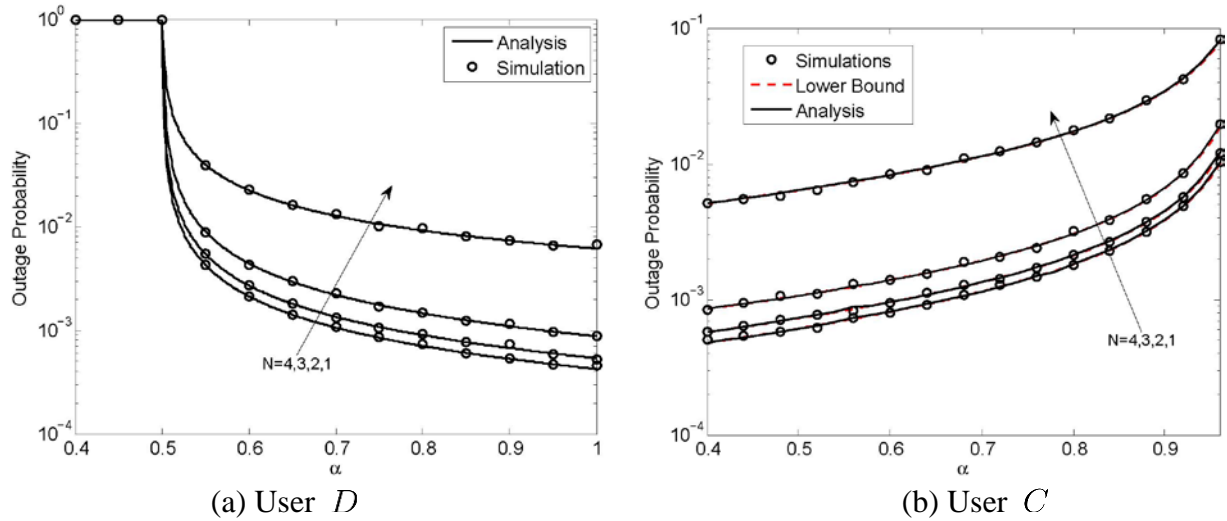 10^0
10^-1
10^-2
10^-3
10^-4
Outage Probability
0.4 0.5 0.6 0.7 0.8 0.9 1
α
Analysis
Simulation
N=4,3,2,1
(a) User D
10^-1
10^-2
10^-3
10^-4
Outage Probability
0.4 0.5 0.6 0.7 0.8 0.9
α
Simulations
Lower Bound
Analysis
N=4,3,2,1
(b) User C